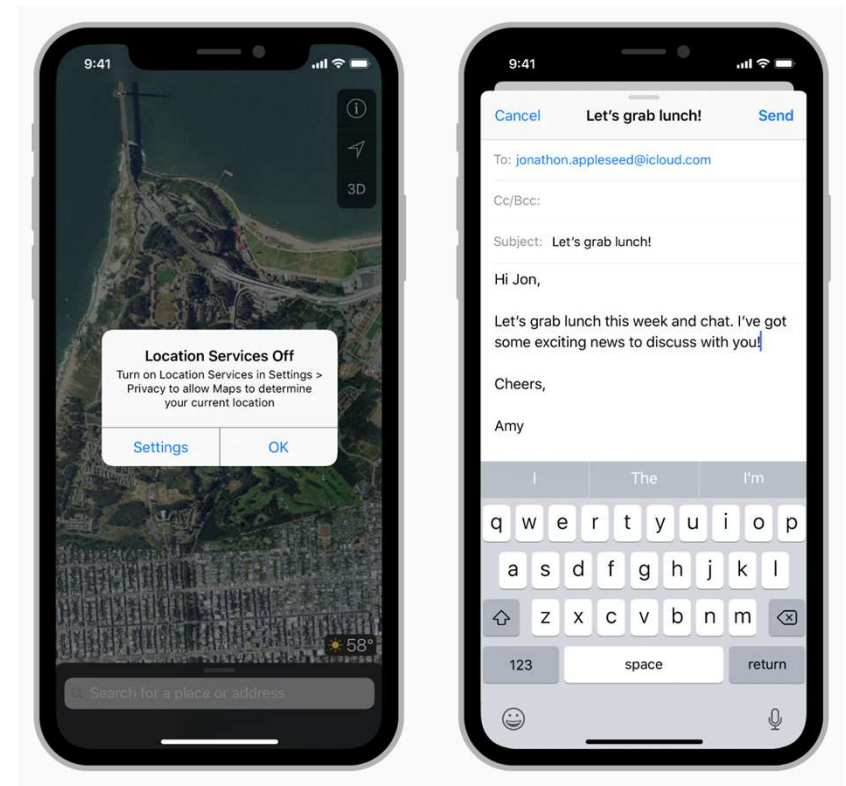 9:41
3D
Location Services Off
Turn on Location Services in Settings >
Privacy to allow Maps to determine
your current location
Settings OK
58°
Search for a place or address
9:41
Cancel Let's grab lunch! Send
To: jonathon.appleseed@icloud.com
Cc/Bcc:
Subject: Let's grab lunch!
Hi Jon,
Let's grab lunch this week and chat. I've got
some exciting news to discuss with you!
Cheers,
Amy
I The I'm
q w e r t y u i o p
a s d f g h j k l
z x c v b n m
123 space return